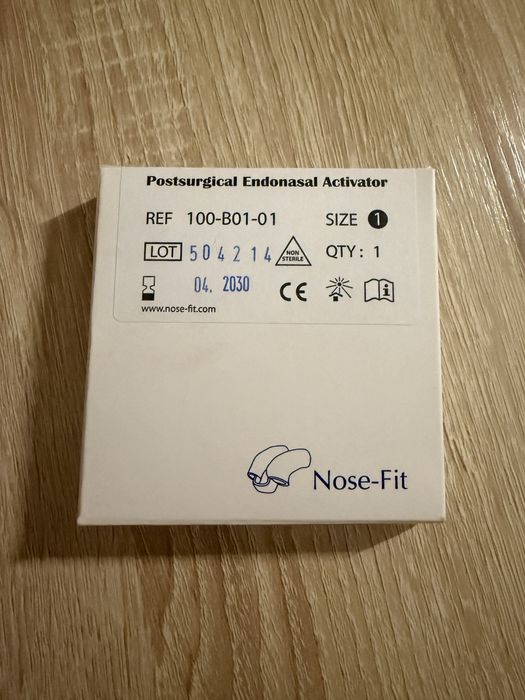 Postsurgical Endonasal Activator
REF 100-B01-01 SIZE 1
LOT 504214 NON STERILE QTY : 1
04. 2030 CE
www.nose-fit.com
Nose-Fit